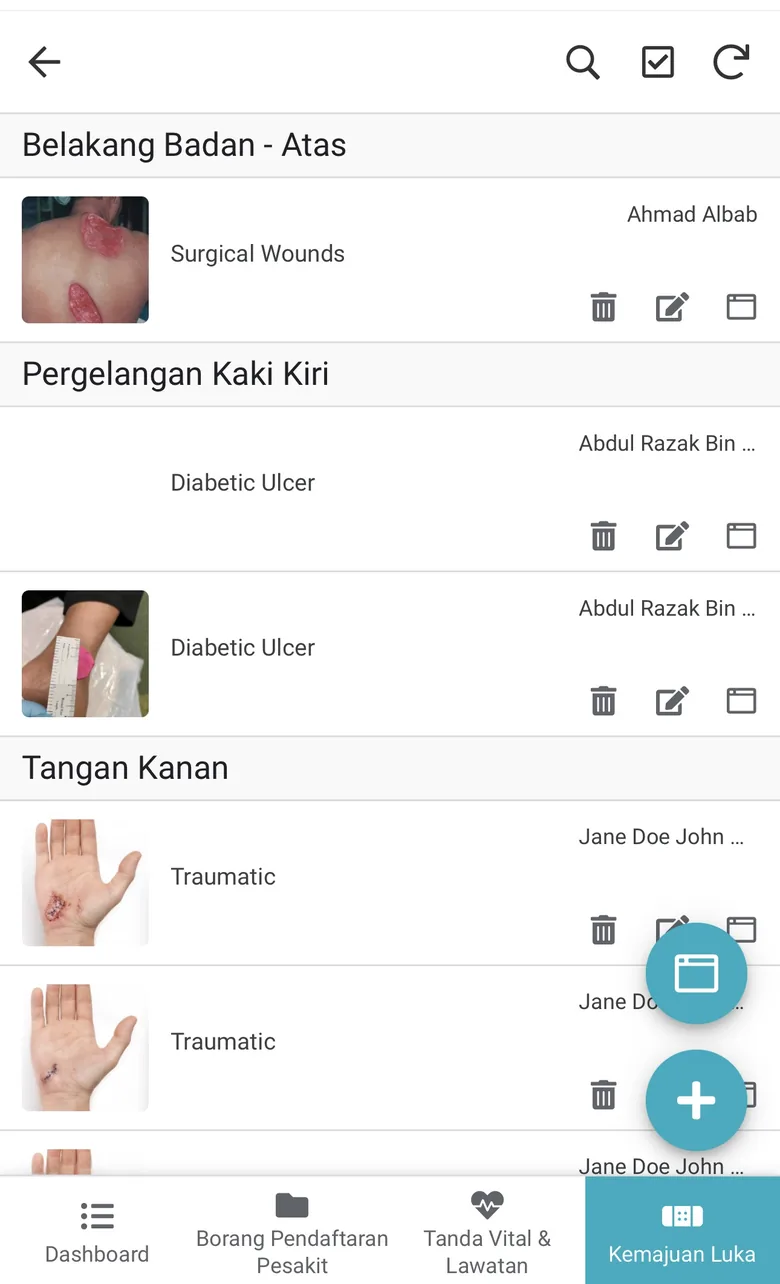 Belakang Badan - Atas
Ahmad Albab
Surgical Wounds
Pergelangan Kaki Kiri
Abdul Razak Bin ...
Diabetic Ulcer
Abdul Razak Bin ...
Diabetic Ulcer
Tangan Kanan
Jane Doe John ...
Traumatic
Jane Do
Traumatic
Jane Doe John ...
Dashboard
Borang Pendaftaran
Pesakit
Tanda Vital &
Lawatan
Kemajuan Luka